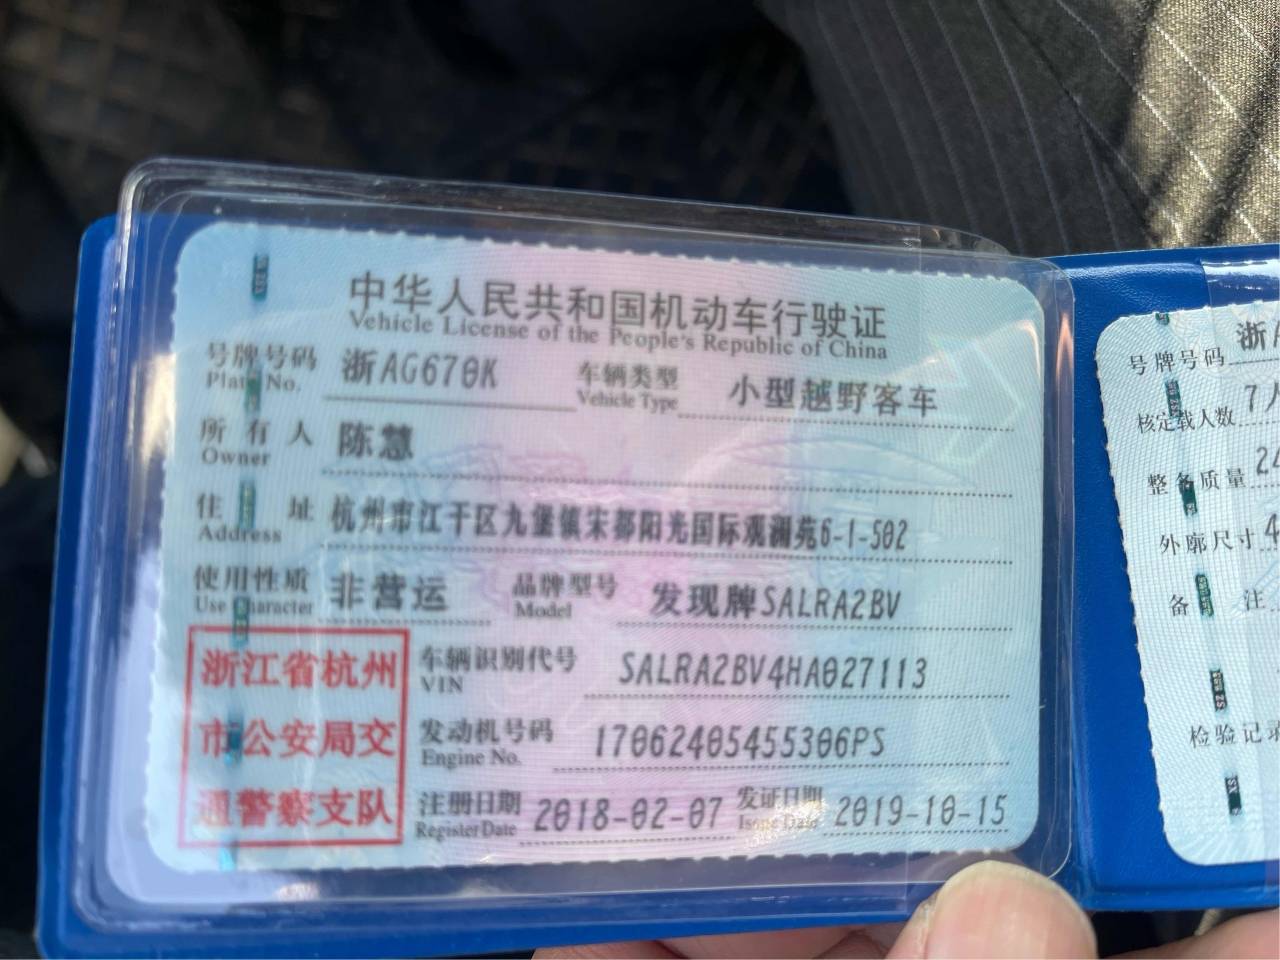 中华人民共和国机动车行驶证
Vehicle License of the People's Republic of China
号牌号码 浙AG670K 车辆类型 小型越野客车
Plate No. Vehicle Type
所有人 陈慧
Owner
住址 杭州市江干区九堡镇宋都阳光国际观澜苑6-1-502
Address
使用性质 非营运 品牌型号 发现牌SALRA2BV
Use Character Model
浙江省杭州
市公安局交
通警察支队
车辆识别代号 SALRA2BV4HA027113
VIN
发动机号码 17062405455306PS
Engine No.
注册日期 2018-02-07 发证日期 2019-10-15
Register Date Issue Date
号牌号码 浙
核定载人数 7人
整备质量
外廓尺寸 4
备注
检验记录